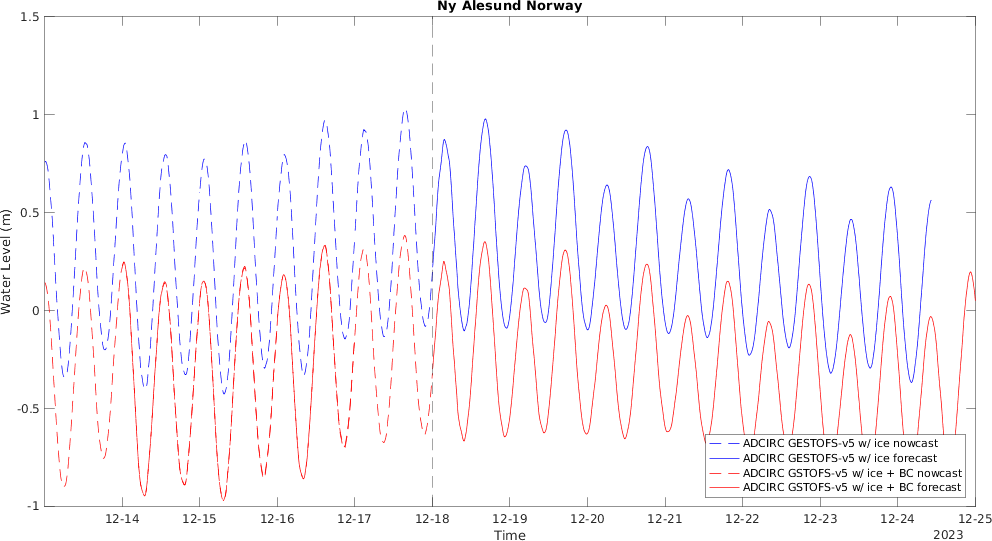 Ny Alesund Norway
1.5
1
0.5
0
-0.5
-1
Water Level (m)
ADCIRC GESTOFS-v5 w/ ice nowcast
ADCIRC GESTOFS-v5 w/ ice forecast
ADCIRC GSTOFS-v5 w/ ice + BC nowcast
ADCIRC GSTOFS-v5 w/ ice + BC forecast
12-14 12-15 12-16 12-17 12-18 12-19 12-20 12-21 12-22 12-23 12-24 12-25
Time
2023